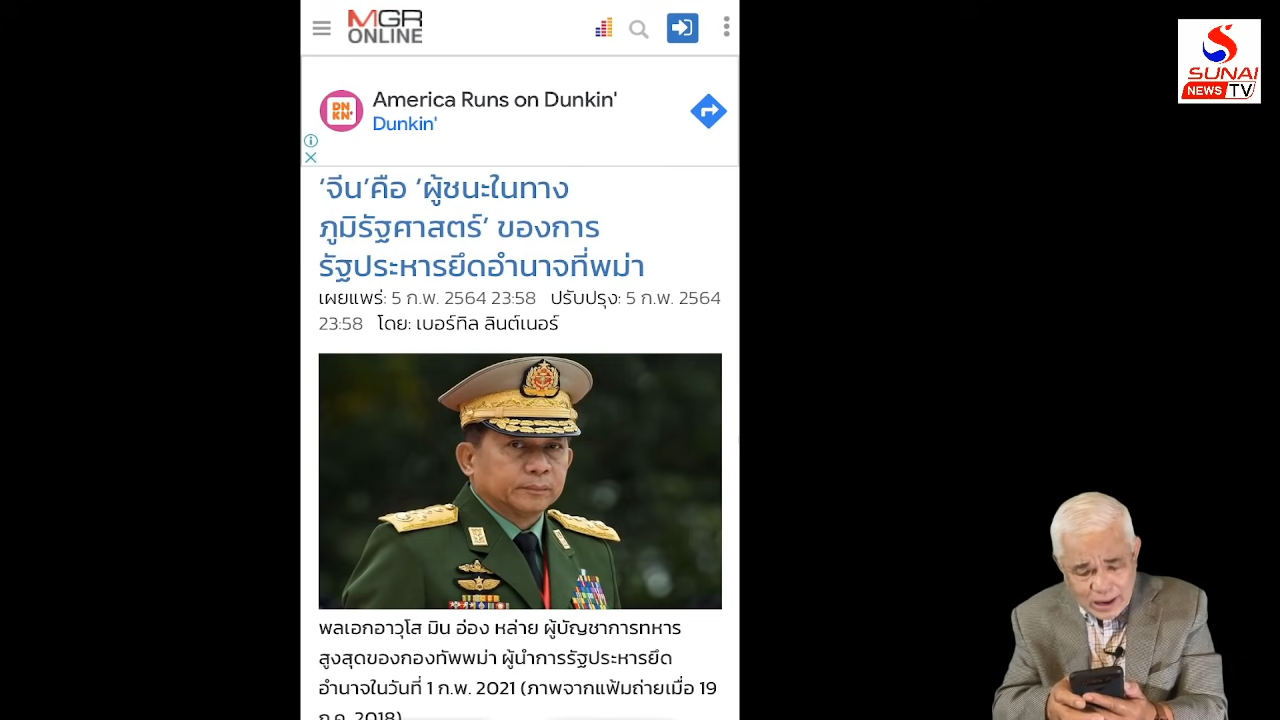 MGR
ONLINE
SUNAI
NEWS TV
America Runs on Dunkin'
DN
KN'
Dunkin'
‘จีน’คือ ‘ผู้ชนะในทาง
ภูมิรัฐศาสตร์’ ของการ
รัฐประหารยึดอำนาจที่พม่า
เผยแพร่: 5 ก.พ. 2564 23:58 ปรับปรุง: 5 ก.พ. 2564
23:58 โดย: เบอร์ทิล ลินต์เนอร์
พลเอกอาวุโส มิน อ่อง หล่าย ผู้บัญชาการทหาร
สูงสุดของกองทัพพม่า ผู้นำการรัฐประหารยึด
อำนาจในวันที่ 1 ก.พ. 2021 (ภาพจากแฟ้มถ่ายเมื่อ 19
ก.ค. 2018)